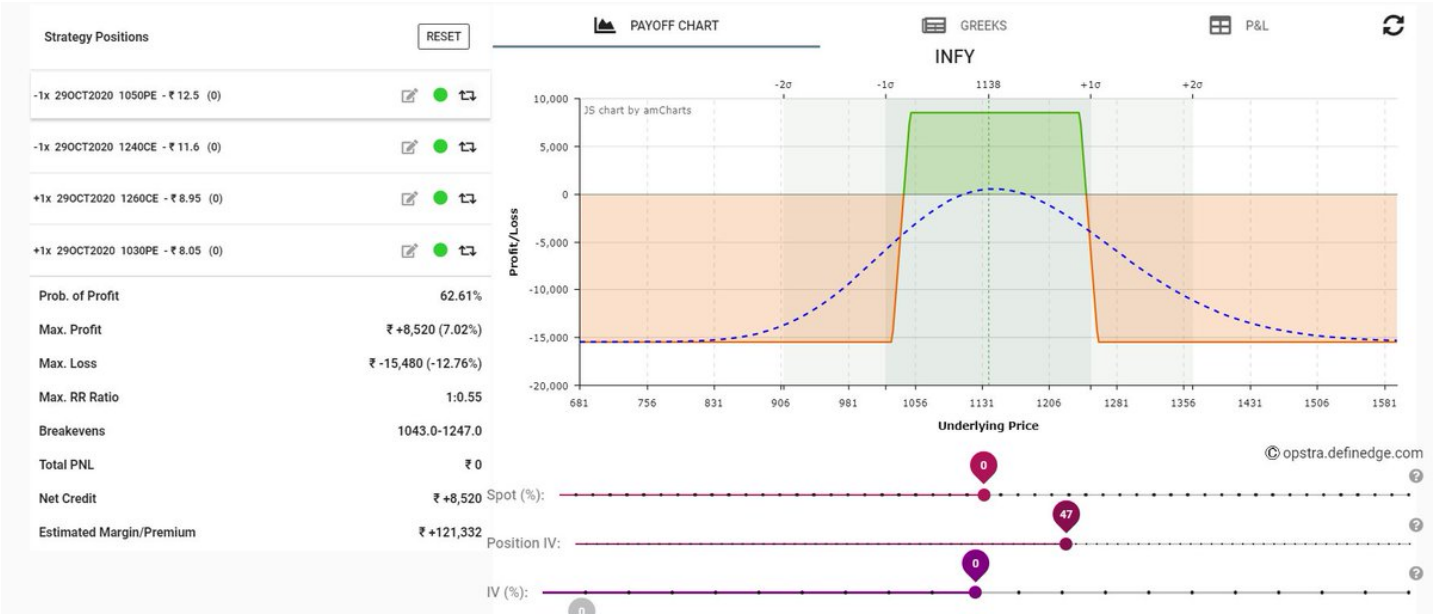 Strategy Positions
RESET
-1x 29OCT2020 1050PE - ₹ 12.5 (0)
-1x 29OCT2020 1240CE - ₹ 11.6 (0)
+1x 29OCT2020 1260CE - ₹ 8.95 (0)
+1x 29OCT2020 1030PE - ₹ 8.05 (0)
Prob. of Profit 62.61%
Max. Profit ₹ +8,520 (7.02%)
Max. Loss ₹ -15,480 (-12.76%)
Max. RR Ratio 1:0.55
Breakevens 1043.0-1247.0
Total PNL ₹ 0
Net Credit ₹ +8,520
Estimated Margin/Premium ₹ +121,332
PAYOFF CHART GREEKS P&L
INFY
-2σ -1σ 1138 +1σ +2σ
JS chart by amCharts
10,000
5,000
0
-5,000
-10,000
-15,000
-20,000
Profit/Loss
681 756 831 906 981 1056 1131 1206 1281 1356 1431 1506 1581
Underlying Price
© opstra.definedge.com
0
Spot (%): ?
47
Position IV: ?
0
IV (%): ?
0